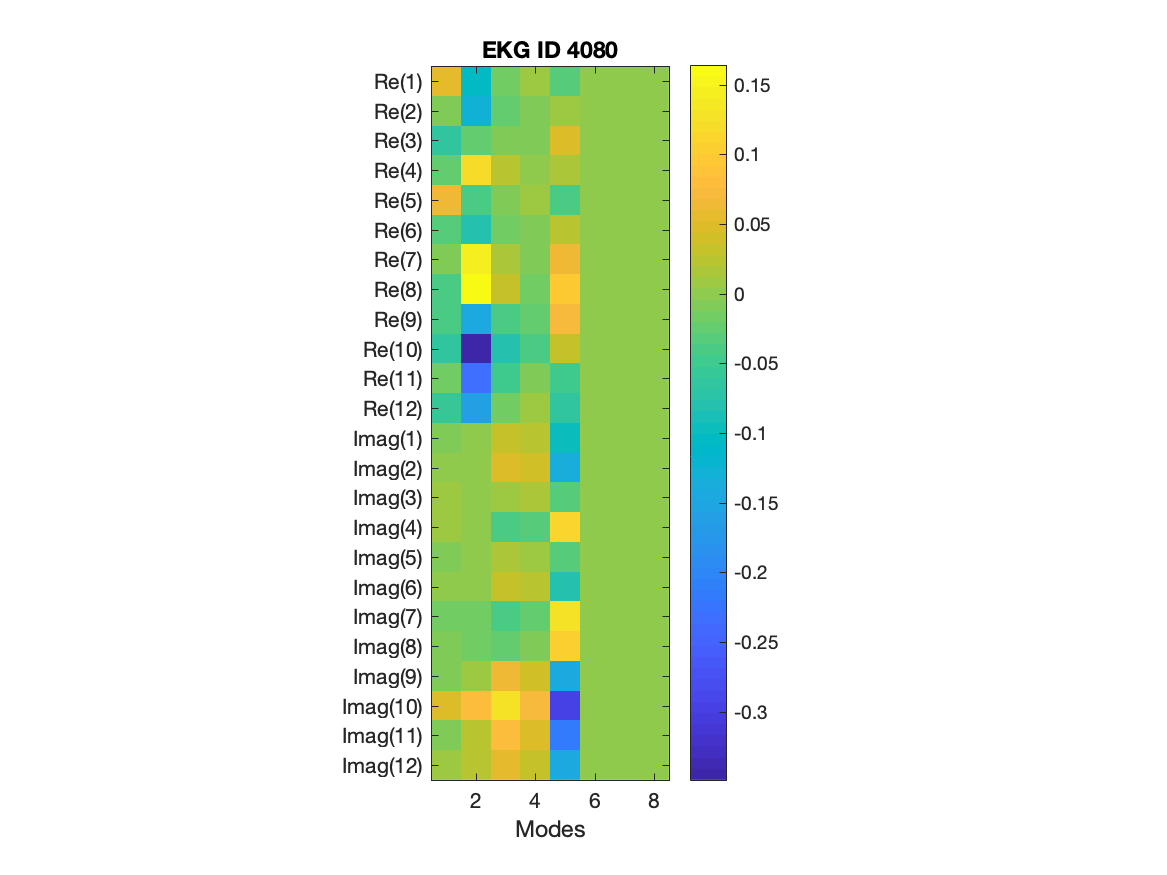 EKG ID 4080
Re(1)
Re(2)
Re(3)
Re(4)
Re(5)
Re(6)
Re(7)
Re(8)
Re(9)
Re(10)
Re(11)
Re(12)
Imag(1)
Imag(2)
Imag(3)
Imag(4)
Imag(5)
Imag(6)
Imag(7)
Imag(8)
Imag(9)
Imag(10)
Imag(11)
Imag(12)
2 4 6 8
Modes
0.15
0.1
0.05
0
-0.05
-0.1
-0.15
-0.2
-0.25
-0.3